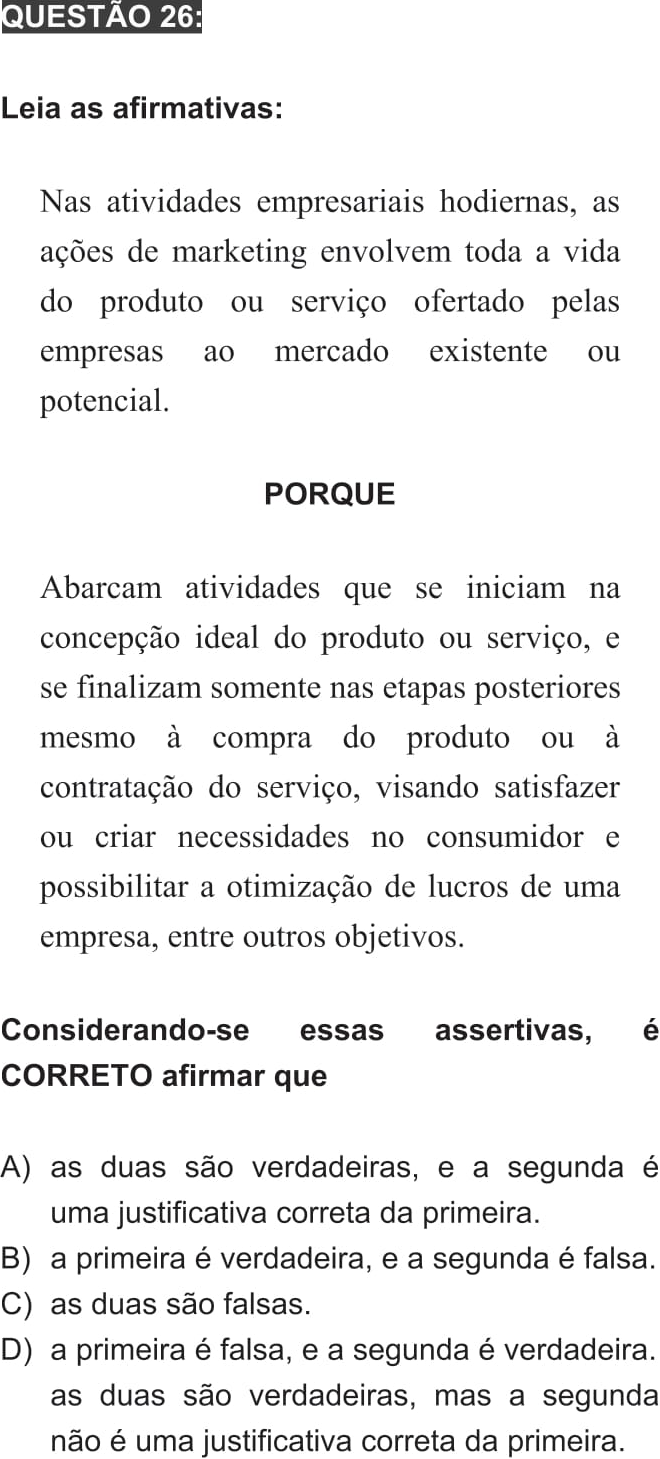 QUESTÃO 26:
Leia as afirmativas:
Nas atividades empresariais hodiernas, as
ações de marketing envolvem toda a vida
do produto ou serviço ofertado pelas
empresas ao mercado existente ou
potencial.
PORQUE
Abarcam atividades que se iniciam na
concepção ideal do produto ou serviço, e
se finalizam somente nas etapas posteriores
mesmo à compra do produto ou à
contratação do serviço, visando satisfazer
ou criar necessidades no consumidor e
possibilitar a otimização de lucros de uma
empresa, entre outros objetivos.
Considerando-se essas assertivas, é
CORRETO afirmar que
A) as duas são verdadeiras, e a segunda é
uma justificativa correta da primeira.
B) a primeira é verdadeira, e a segunda é falsa.
C) as duas são falsas.
D) a primeira é falsa, e a segunda é verdadeira.
as duas são verdadeiras, mas a segunda
não é uma justificativa correta da primeira.